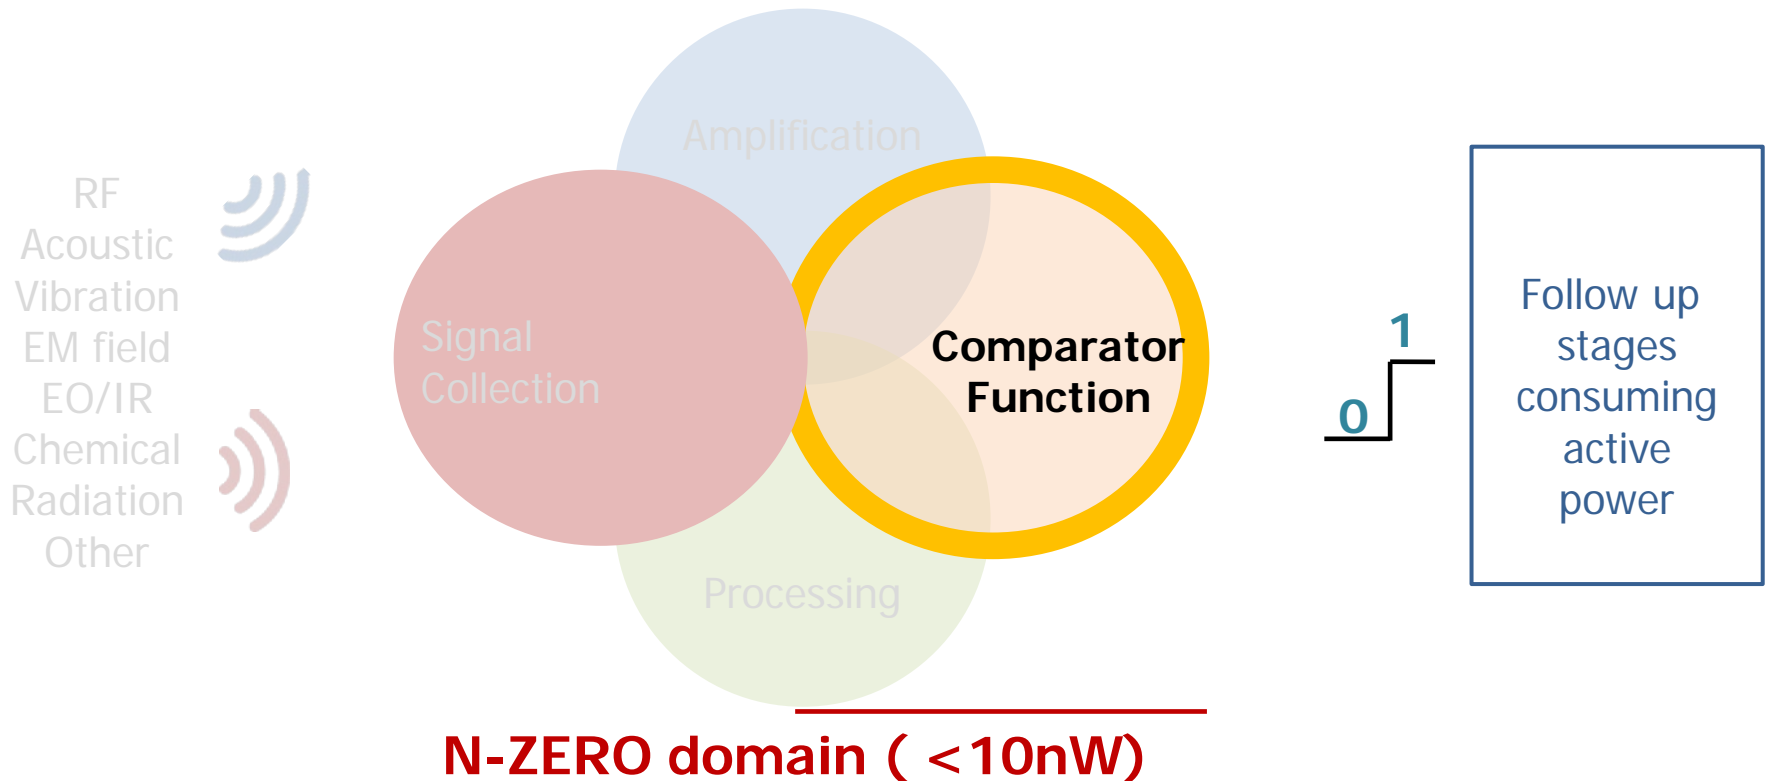 RF
Acoustic
Vibration
EM field
EO/IR
Chemical
Radiation
Other
Amplification
Signal
Collection
Comparator
Function
Processing
0
1
Follow up
stages
consuming
active
power
N-ZERO domain ( <10nW)